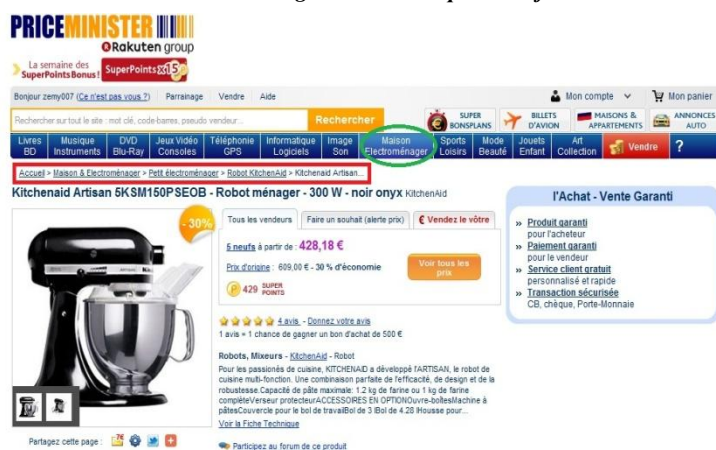 PRICEMINISTER
Rakuten group
La semaine des
SuperPointsBonus!
SuperPoints x15
Bonjour zemy007 (Ce n'est pas vous ?) Parrainage Vendre Aide
Mon compte Mon panier
Rechercher sur tout le site : mot clé, code-barres, pseudo vendeur...
Rechercher
SUPER BONSPLANS
BILLETS D'AVION
MAISONS & APPARTEMENTS
ANNONCES AUTO
Livres BD
Musique Instruments
DVD Blu-Ray
Jeux Vidéo Consoles
Téléphonie GPS
Informatique Logiciels
Image Son
Maison Electroménager
Sports Loisirs
Mode Beauté
Jouets Enfant
Art Collection
Vendre
?
Accueil > Maison & Electroménager > Petit électroménager > Robot KitchenAid > Kitchenaid Artisan...
Kitchenaid Artisan 5KSM150PSEOB - Robot ménager - 300 W - noir onyx KitchenAid
- 30%
Tous les vendeurs
Faire un souhait (alerte prix)
€ Vendez le vôtre
5 neufs à partir de : 428,18 €
Prix d'origine : 609,00 € - 30 % d'économie
Voir tous les prix
429 SUPER POINTS
4 avis - Donnez votre avis
1 avis = 1 chance de gagner un bon d'achat de 500 €
Robots, Mixeurs - KitchenAid - Robot
Pour les passionés de cuisine, KITCHENAID a développé l'ARTISAN, le robot de
cuisine mult-fonction. Une combinaison parfaite de l'efficacité, de design et de la
robustesse.Capacité de pâte maximale: 1.2 kg de farine ou 1 kg de farine
complèteVerseur protecteurACCESSOIRES EN OPTIONOuvre-boîtesMachine à
pâtesCouvercle pour le bol de travailBol de 3 lBol de 4.28 lHousse pour...
Voir la Fiche Technique
Partagez cette page :
Participez au forum de ce produit
l'Achat - Vente Garanti
» Produit garanti
pour l'acheteur
» Paiement garanti
pour le vendeur
» Service client gratuit
personnalisé et rapide
» Transaction sécurisée
CB, chèque, Porte-Monnaie